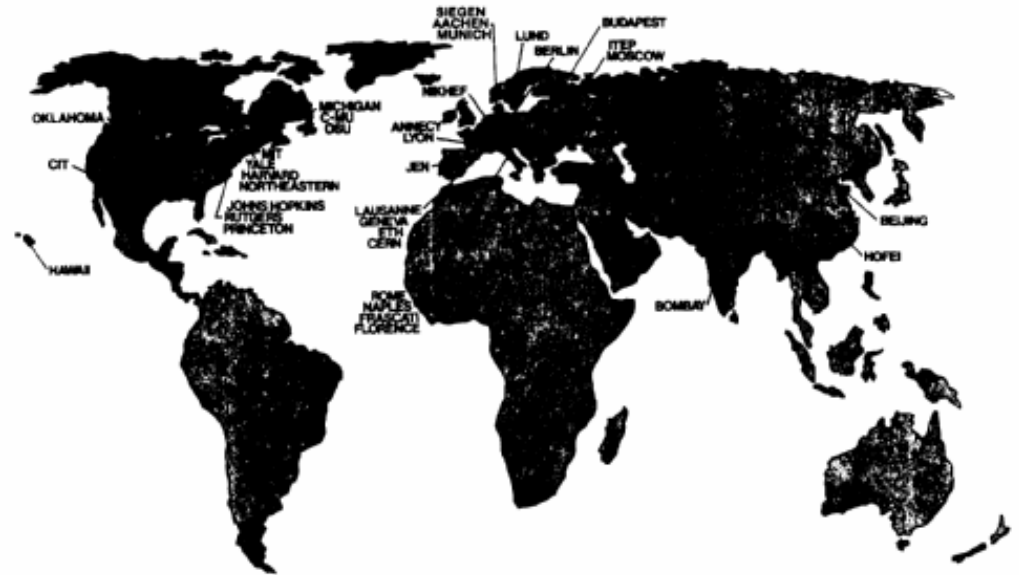 SIEGEN
AACHEN
MUNICH
LUND
BERLIN
BUDAPEST
ITEP
MOSCOW
NIKHEF
OKLAHOMA
MICHIGAN
C-MU
OSU
ANNECY
LYON
CIT
MIT
YALE
HARVARD
NORTHEASTERN
JEN
JOHNS HOPKINS
RUTGERS
PRINCETON
LAUSANNE
GENEVA
ETH
CERN
BEIJING
HOFEI
HAWAII
ROME
NAPLES
FRASCATI
FLORENCE
BOMBAY